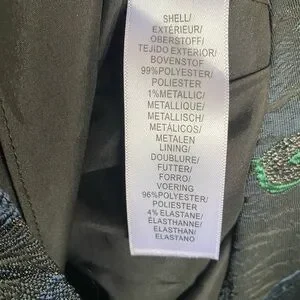 SHELL/
EXTÉRIEUR/
OBERSTOFF/
TEJIDO EXTERIOR/
BOVENSTOF
99%POLYESTER/
POLIESTER
1%METALLIC/
METALLIQUE/
METALLISCH/
METÁLICOS/
METALEN
LINING/
DOUBLURE/
FUTTER/
FORRO/
VOERING
96%POLYESTER/
POLIESTER
4% ELASTANE/
ÉLASTHANNE/
ELASTHAN/
ELASTANO